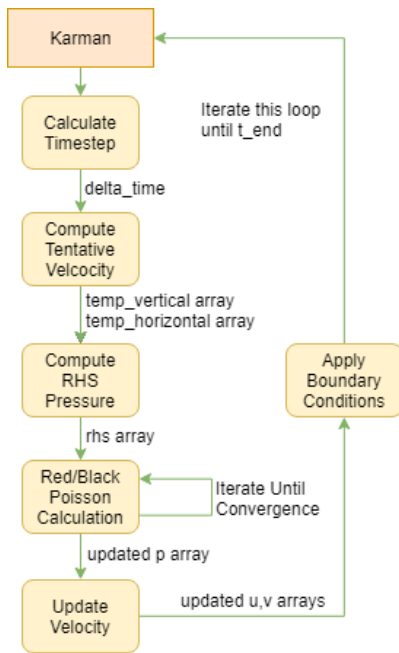 Karman
Iterate this loop
until t_end
Calculate
Timestep
delta_time
Compute
Tentative
Velcocity
temp_vertical array
temp_horizontal array
Compute
RHS
Pressure
Apply
Boundary
Conditions
rhs array
Red/Black
Poisson
Calculation
Iterate Until
Convergence
updated p array
Update
Velocity
updated u,v arrays